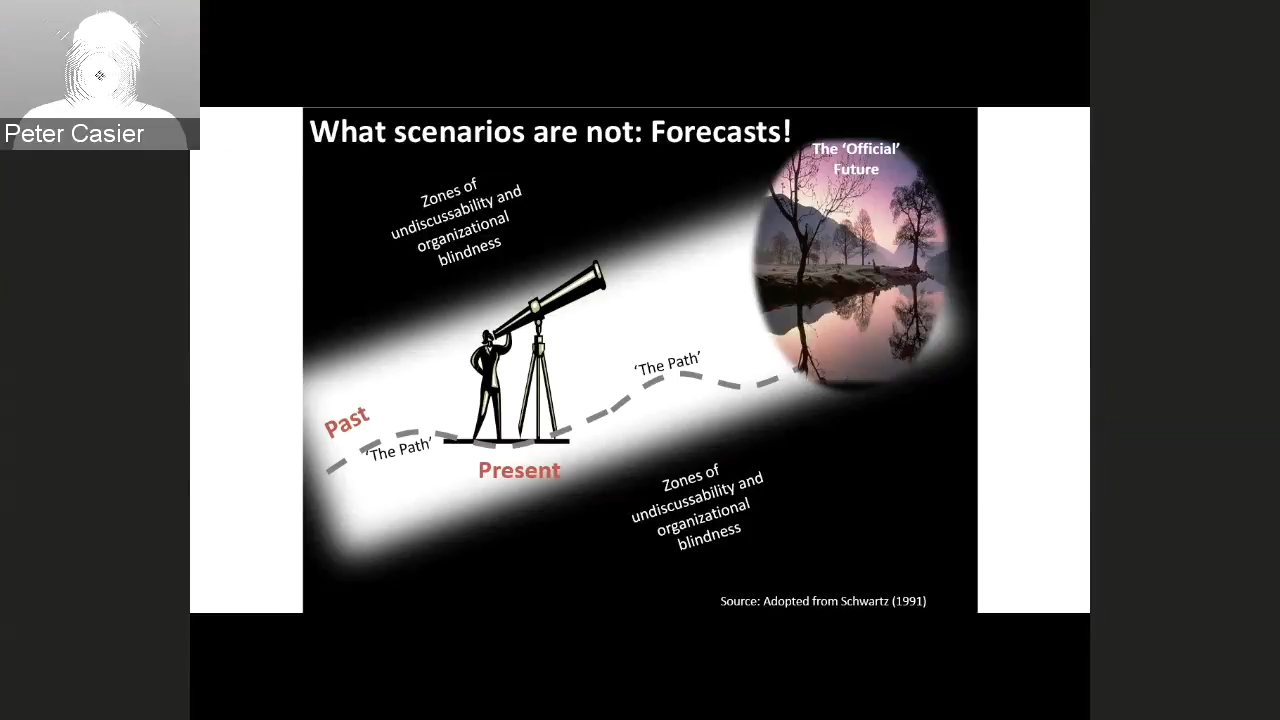 Peter Casier
What scenarios are not: Forecasts!
The ‘Official’
Future
Zones of
undiscussability and
organizational
blindness
‘The Path’
Past
‘The Path’
Present
Zones of
undiscussability and
organizational
blindness
Source: Adopted from Schwartz (1991)